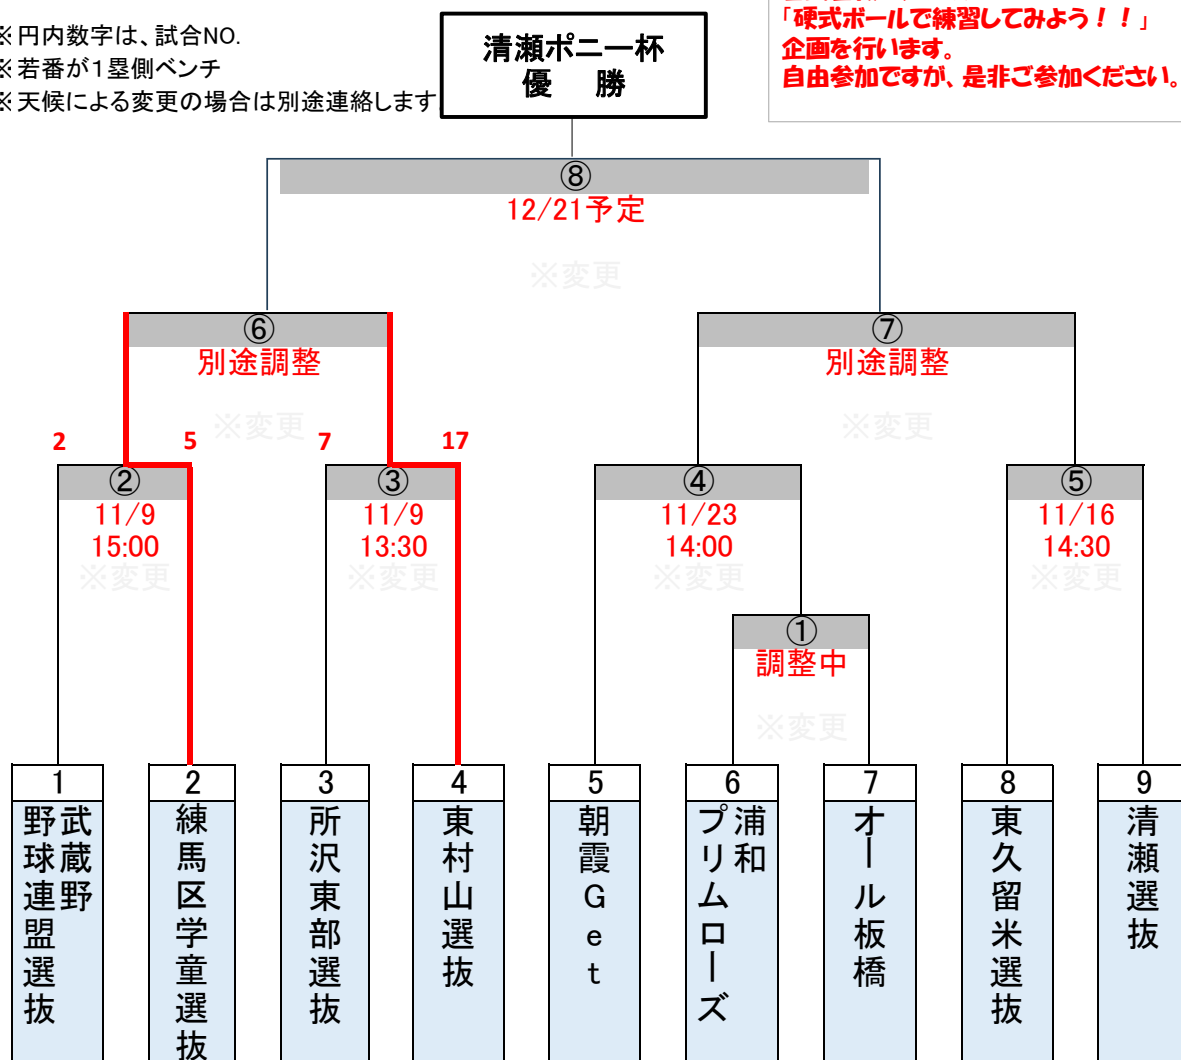 ※円内数字は、試合NO.
※若番が1塁側ベンチ
※天候による変更の場合は別途連絡します
清瀬ポニー杯
優　勝
「硬式ボールで練習してみよう！！」
企画を行います。
自由参加ですが、是非ご参加ください。
⑧
12/21予定
※変更
⑥
別途調整
※変更
⑦
別途調整
※変更
2
5
7
17
②
11/9
15:00
※変更
③
11/9
13:30
※変更
④
11/23
14:00
※変更
⑤
11/16
14:30
※変更
①
調整中
※変更
1
武蔵野
野球連盟選抜
2
練馬区学童選抜
3
所沢東部選抜
4
東村山選抜
5
朝霞Get
6
浦和
プリムローズ
7
オール板橋
8
東久留米選抜
9
清瀬選抜